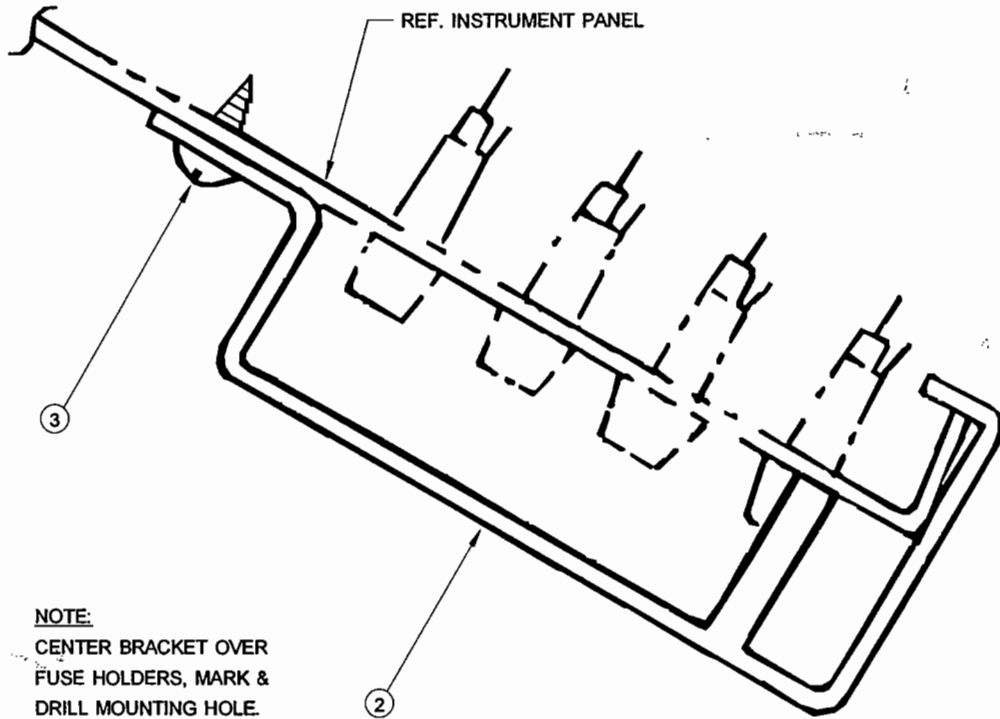 REF. INSTRUMENT PANEL
3
NOTE:
CENTER BRACKET OVER
FUSE HOLDERS, MARK &
DRILL MOUNTING HOLE.
2